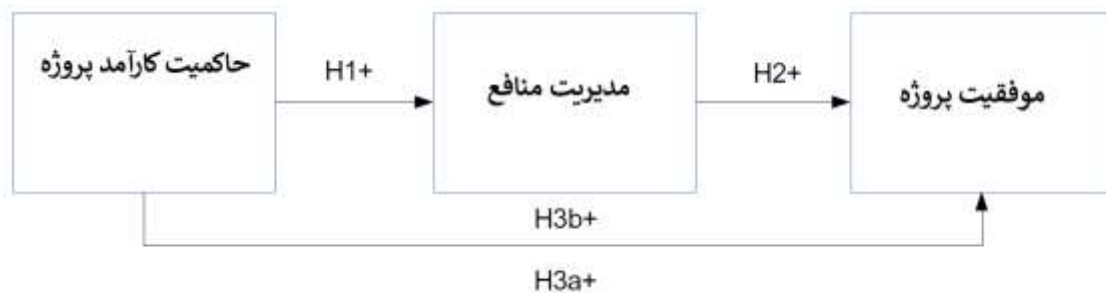 حاکمیت کارآمد پروژه
H1+
مدیریت منافع
H2+
موفقیت پروژه
H3b+
H3a+